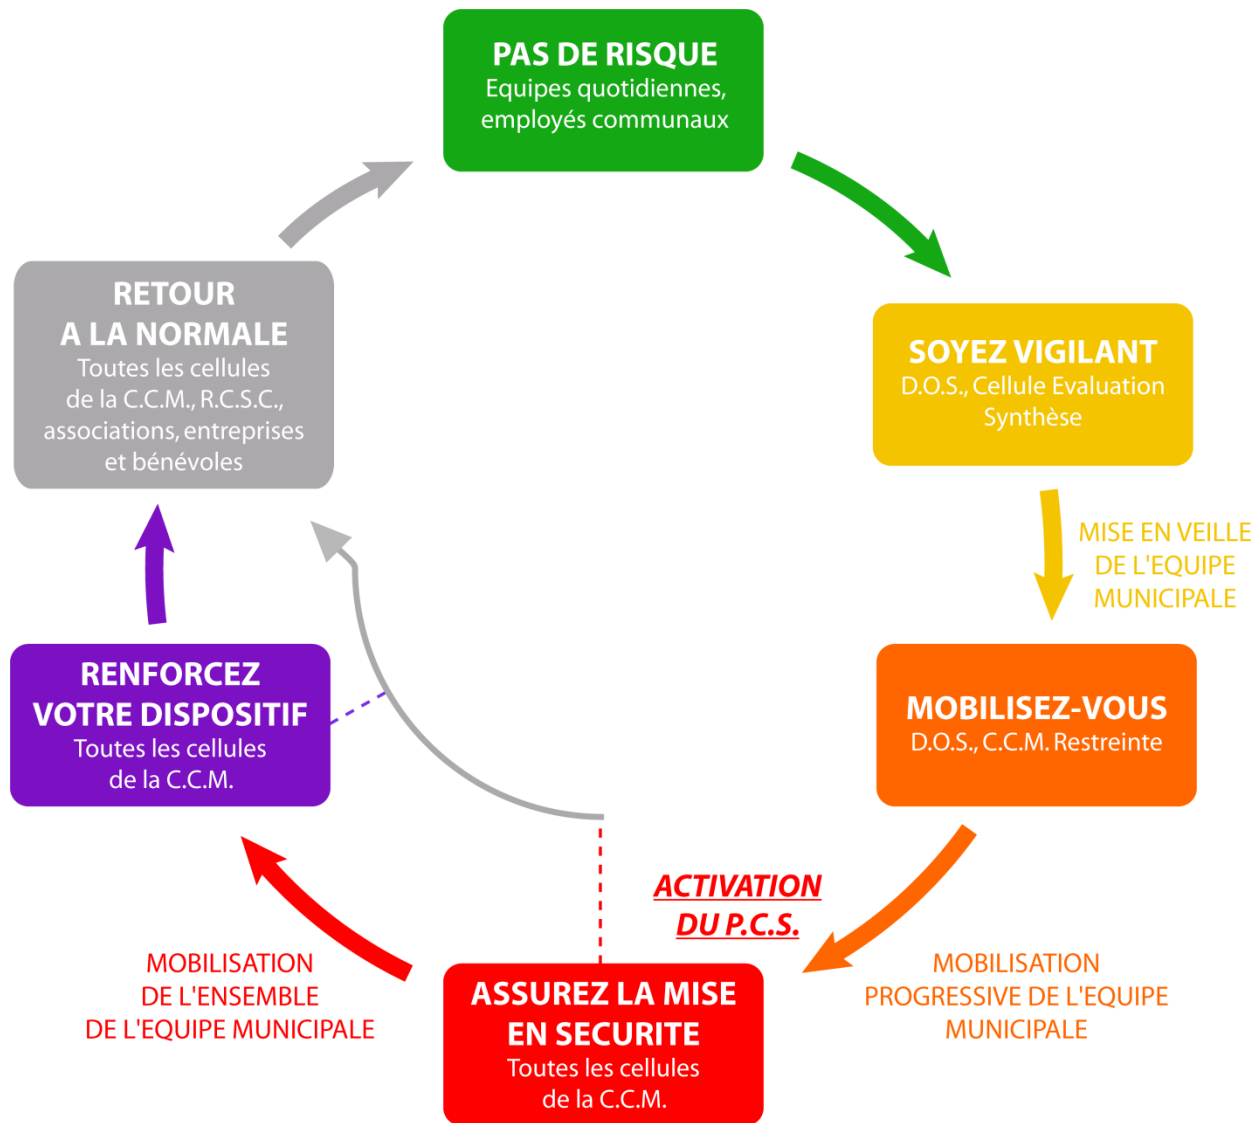 PAS DE RISQUE
Equipes quotidiennes,
employés communaux
SOYEZ VIGILANT
D.O.S., Cellule Evaluation
Synthèse
MISE EN VEILLE
DE L'EQUIPE
MUNICIPALE
MOBILISEZ-VOUS
D.O.S., C.C.M. Restreinte
MOBILISATION
PROGRESSIVE DE L'EQUIPE
MUNICIPALE
ACTIVATION
DU P.C.S.
ASSUREZ LA MISE
EN SECURITE
Toutes les cellules
de la C.C.M.
MOBILISATION
DE L'ENSEMBLE
DE L'EQUIPE MUNICIPALE
RENFORCEZ
VOTRE DISPOSITIF
Toutes les cellules
de la C.C.M.
RETOUR
A LA NORMALE
Toutes les cellules
de la C.C.M., R.C.S.C.,
associations, entreprises
et bénévoles